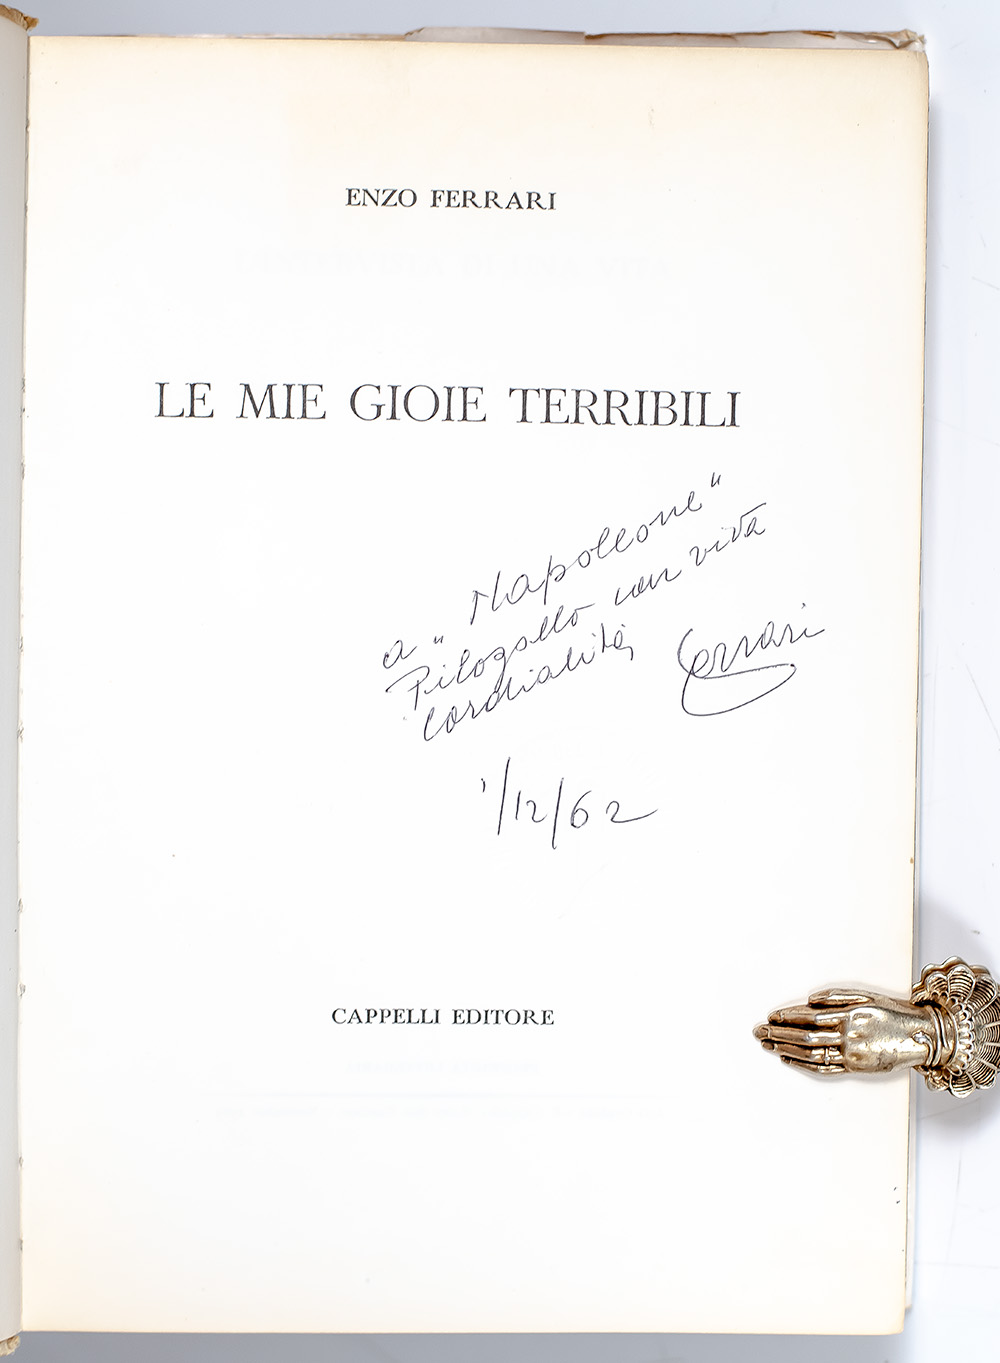 ENZO FERRARI
LE MIE GIOIE TERRIBILI
a "Napoleone"
Pilogallo con viva
cordialità,
Ferrari
1/12/62
CAPPELLI EDITORE